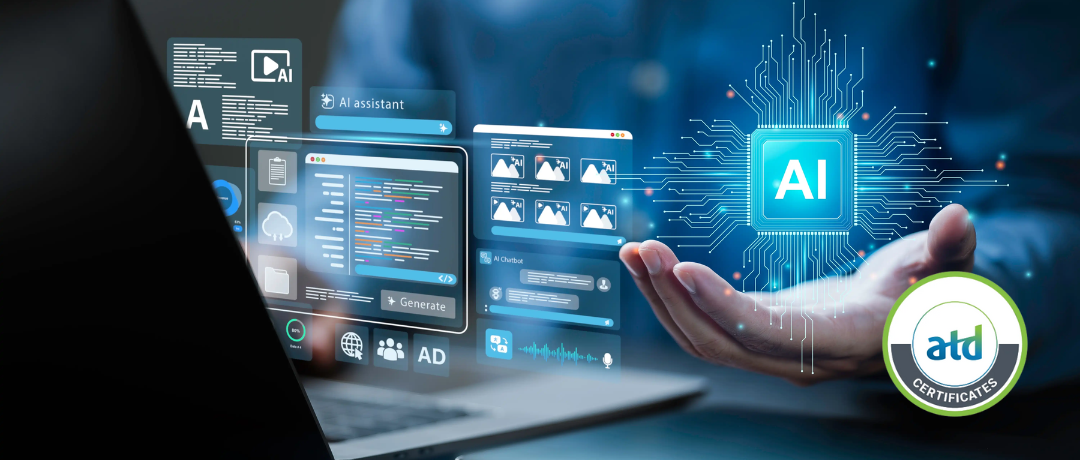 AI
A
AI assistant
AI
AI
AI
AI
AI
AI
</>
Generate
AI Chatbot
AD
AI
atd
CERTIFICATES